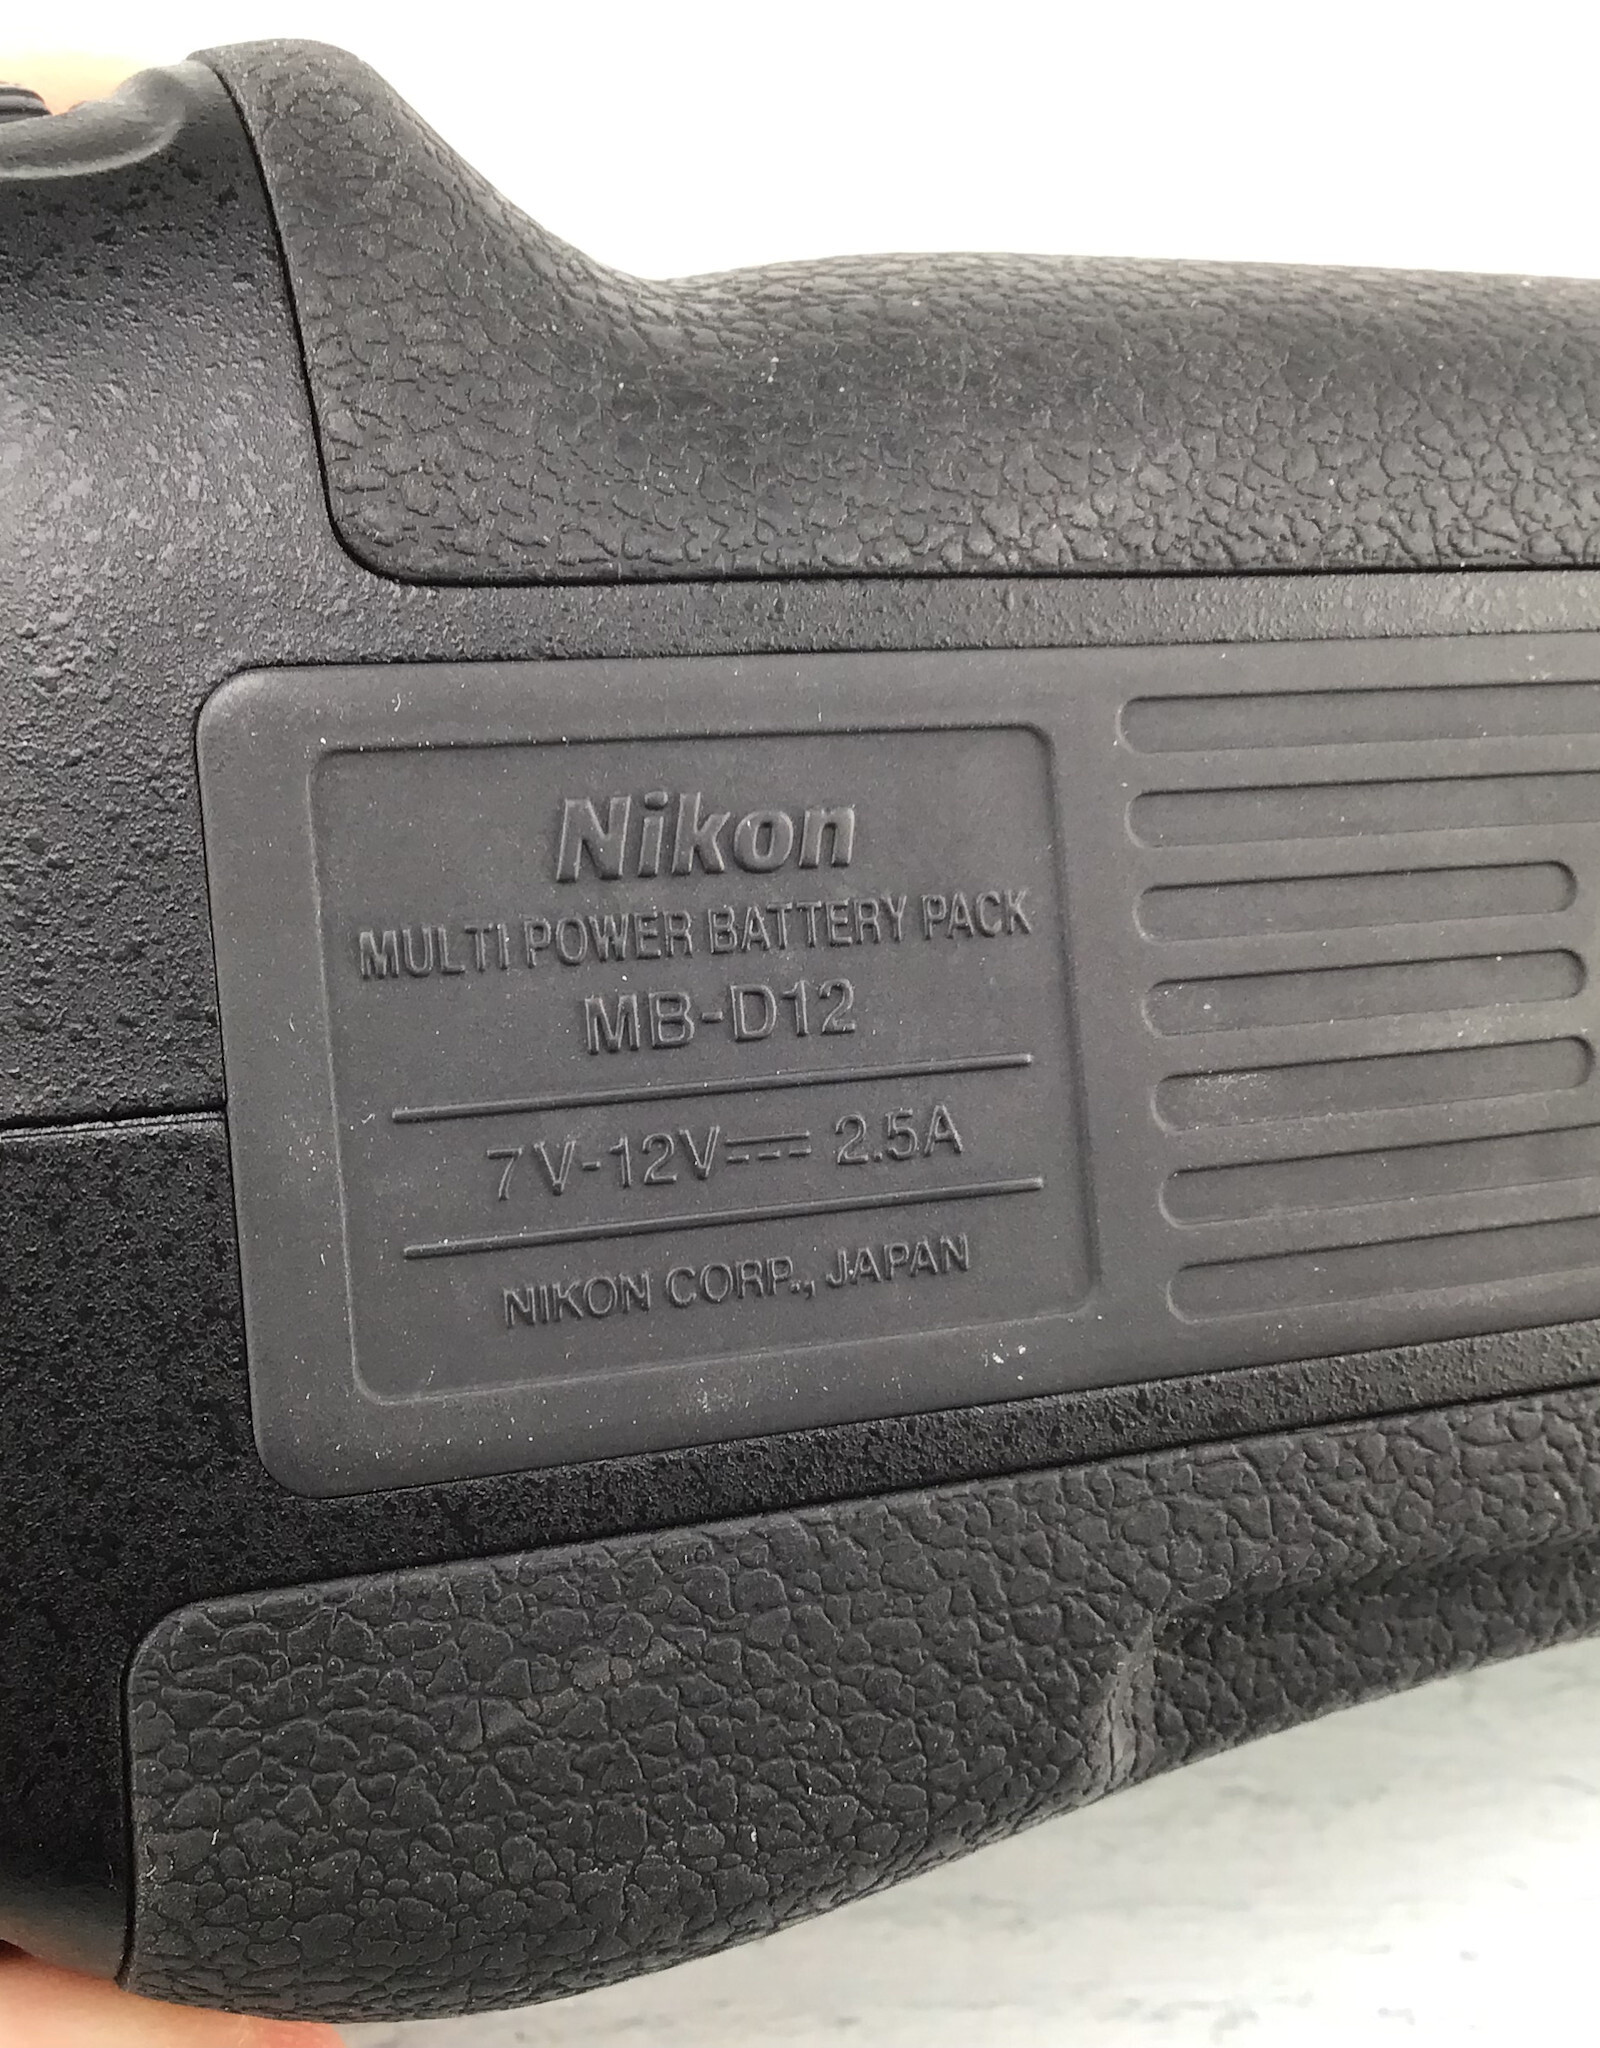 Nikon
MULTI POWER BATTERY PACK
MB-D12
7V-12V⎓ 2.5A
NIKON CORP., JAPAN